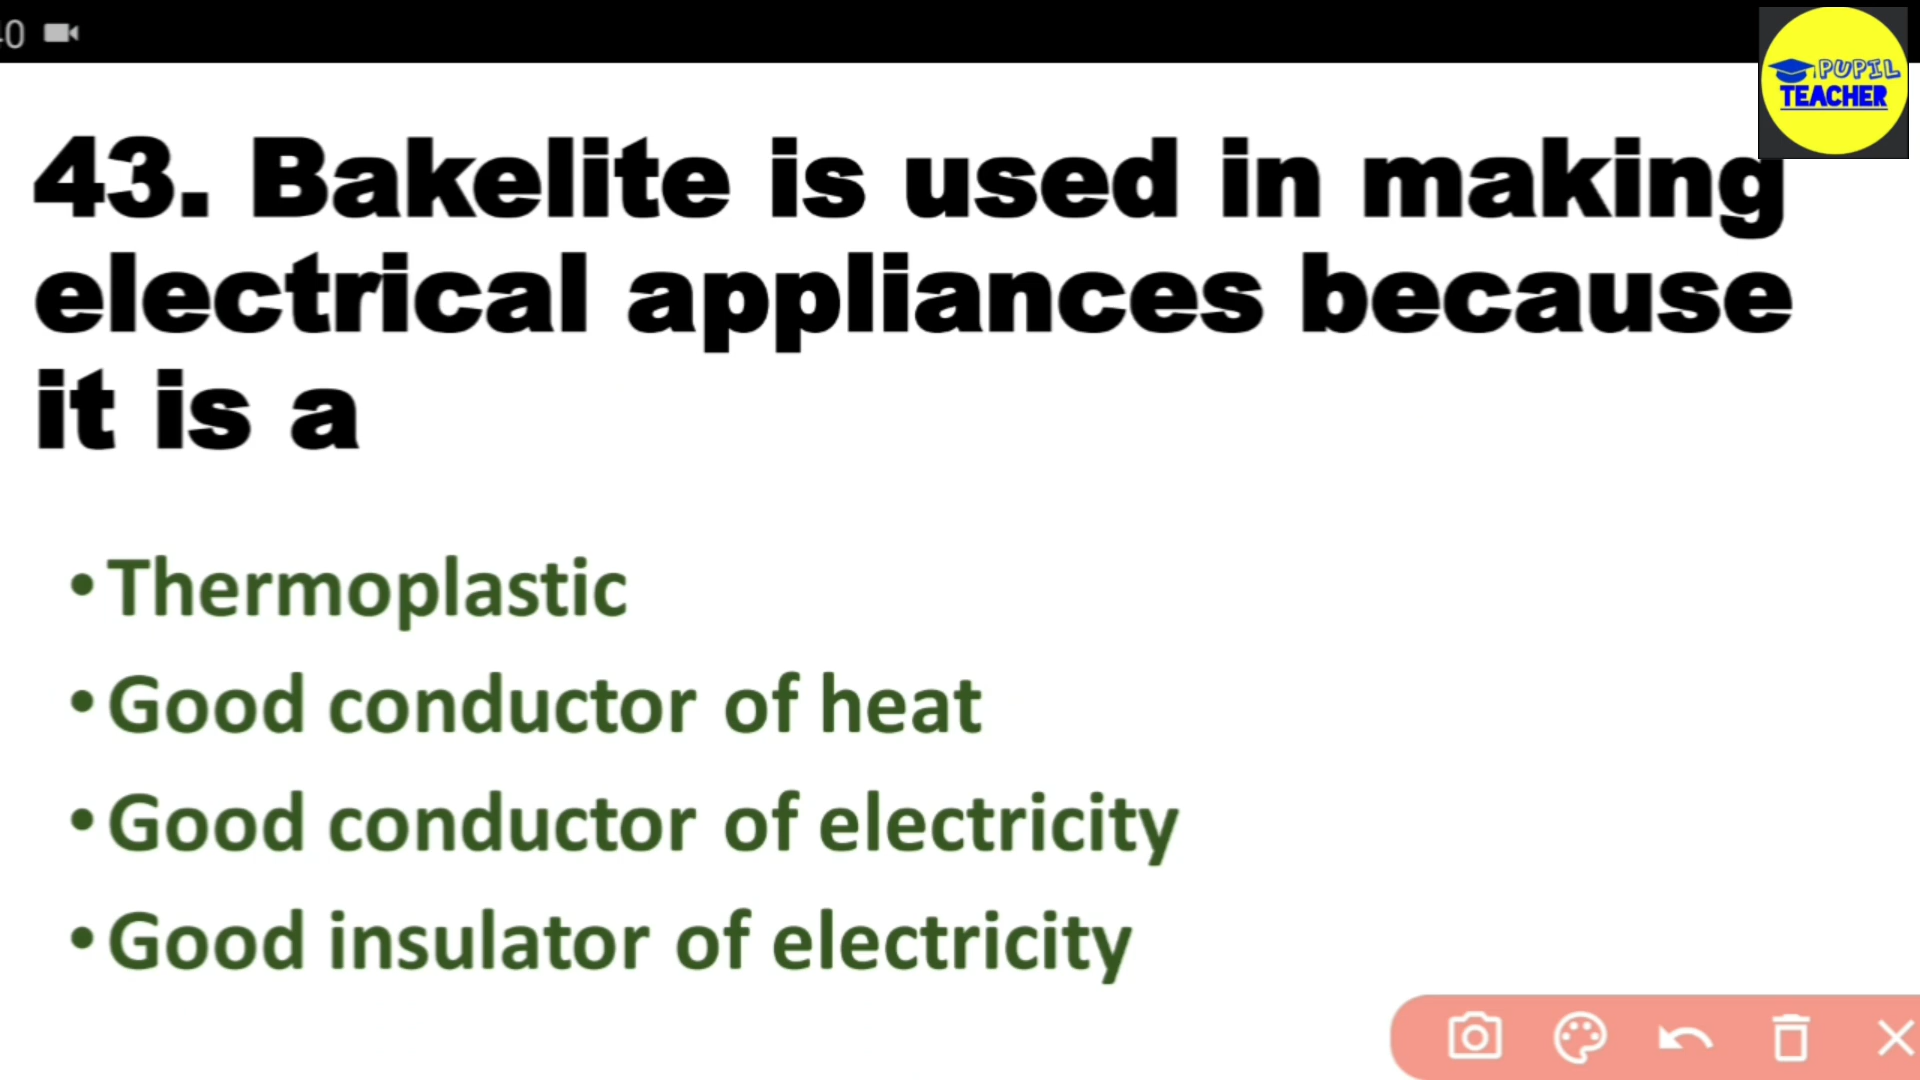 40
PUPIL
TEACHER
43. Bakelite is used in making
electrical appliances because
it is a
• Thermoplastic
• Good conductor of heat
• Good conductor of electricity
• Good insulator of electricity